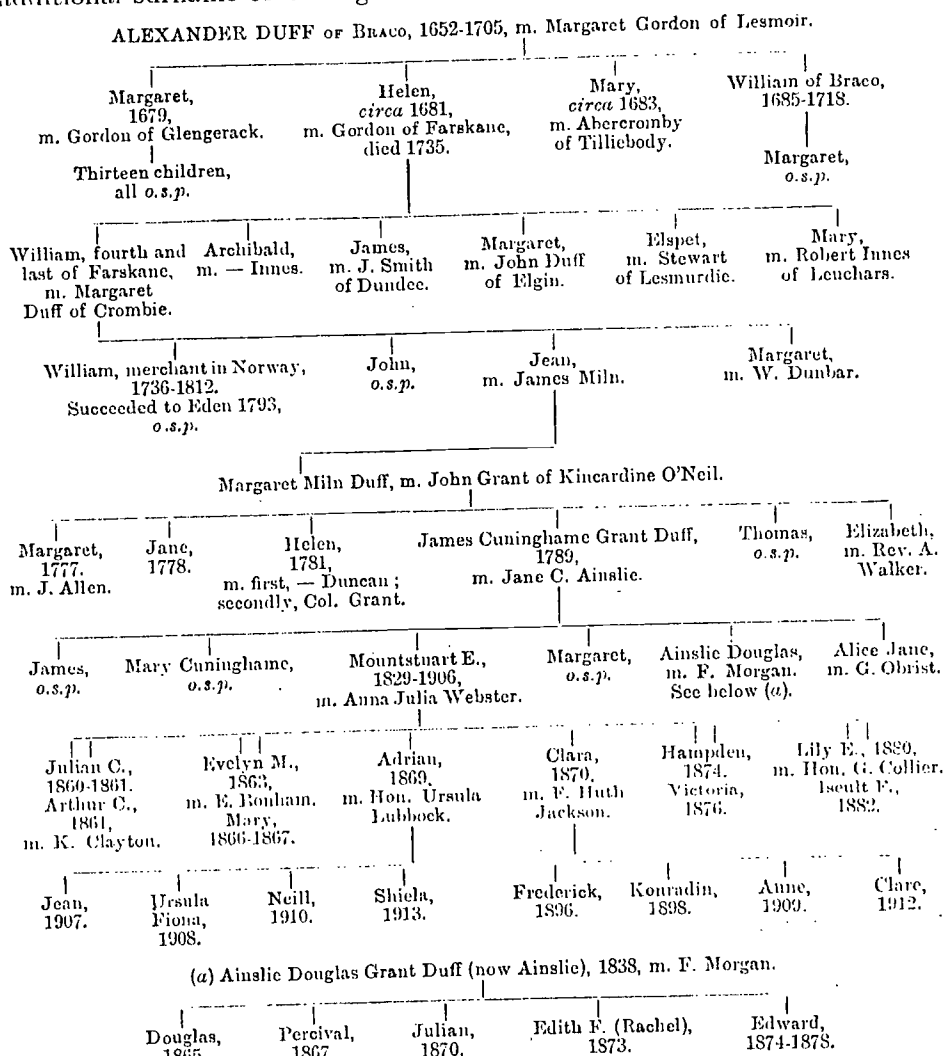 ALEXANDER DUFF OF BRACO, 1652-1705, m. Margaret Gordon of Lesmoir.
Margaret,
1679,
m. Gordon of Glengerack.
Thirteen children,
all o.s.p.
Helen,
circa 1681,
m. Gordon of Farskane,
died 1735.
Mary,
circa 1683,
m. Abercromby
of Tilliebody.
William of Braco,
1685-1718.
Margaret,
o.s.p.
William, fourth and
last of Farskane,
m. Margaret
Duff of Crombie.
Archibald,
m. — Innes.
James,
m. J. Smith
of Dundee.
Margaret,
m. John Duff
of Elgin.
Elspet,
m. Stewart
of Lesmurdie.
Mary,
m. Robert Innes
of Leuchars.
William, merchant in Norway,
1736-1812.
Succeeded to Eden 1793,
o.s.p.
John,
o.s.p.
Jean,
m. James Miln.
Margaret,
m. W. Dunbar.
Margaret Miln Duff, m. John Grant of Kincardine O'Neil.
Margaret,
1777.
m. J. Allen.
Jane,
1778.
Helen,
1781,
m. first, — Duncan;
secondly, Col. Grant.
James Cuninghame Grant Duff,
1789,
m. Jane C. Ainslie.
Thomas,
o.s.p.
Elizabeth,
m. Rev. A.
Walker.
James,
o.s.p.
Mary Cuninghame,
o.s.p.
Mountstuart E.,
1829-1906,
m. Anna Julia Webster.
Margaret,
o.s.p.
Ainslie Douglas,
m. F. Morgan.
See below (a).
Alice Jane,
m. G. Obrist.
Julian C.,
1860-1861.
Arthur C.,
1861,
m. K. Clayton.
Evelyn M.,
1863,
m. E. Bonham.
Mary,
1866-1867.
Adrian,
1869,
m. Hon. Ursula
Lubbock.
Clara,
1870.
m. F. Huth
Jackson.
Hampden,
1874.
Victoria,
1876.
Lily E., 1880,
m. Hon. G. Collier.
Iseult F.,
1882.
Jean,
1907.
Ursula
Fiona,
1908.
Neill,
1910.
Shiela,
1913.
Frederick,
1896.
Konradin,
1898.
Anne,
1909.
Clare,
1912.
(a) Ainslie Douglas Grant Duff (now Ainslie), 1838, m. F. Morgan.
Douglas,
1865.
Percival,
1867.
Julian,
1870.
Edith F. (Rachel),
1873.
Edward,
1874-1878.